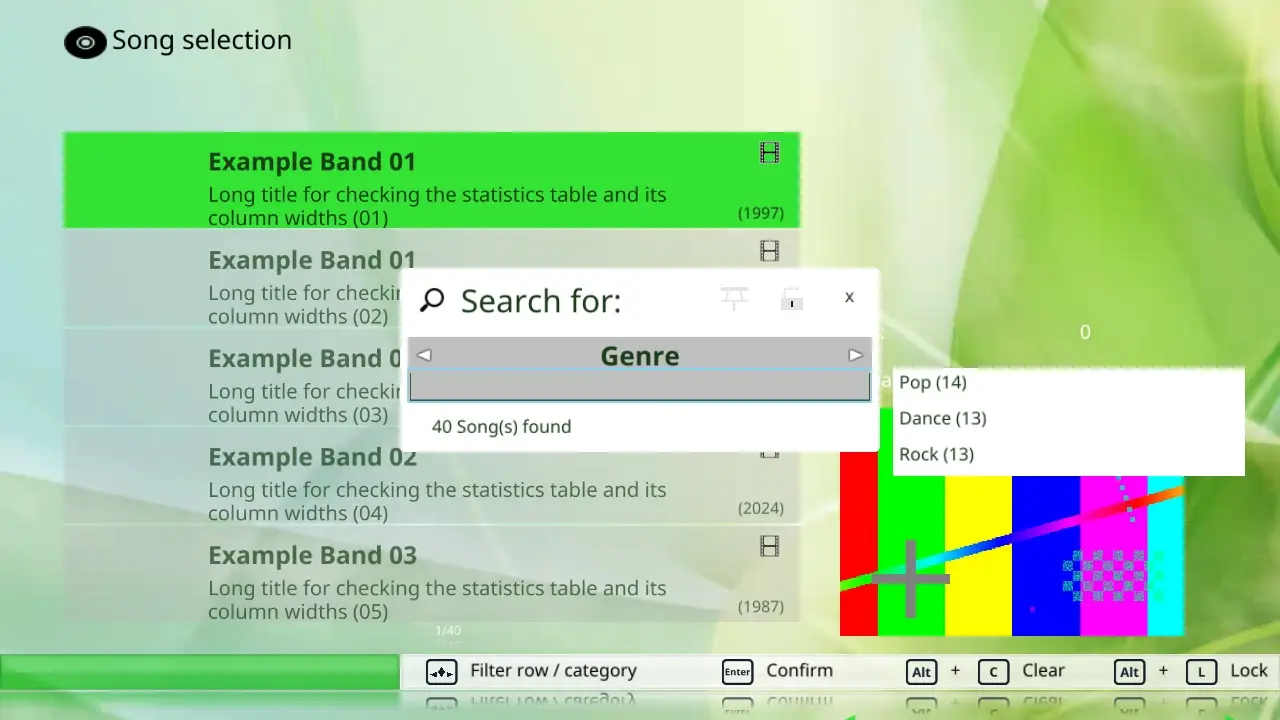 Song selection
Example Band 01
Long title for checking the statistics table and its
column widths (01)
(1997)
Example Band 01
Long title for checki
column widths (02)
Search for:
x
Genre
40 Song(s) found
0
Pop (14)
Dance (13)
Rock (13)
Example Band 0
Long title for checki
column widths (03)
Example Band 02
Long title for checking the statistics table and its
column widths (04)
(2024)
Example Band 03
Long title for checking the statistics table and its
column widths (05)
(1987)
1/40
Filter row / category
Enter Confirm
Alt + C Clear
Alt + L Lock